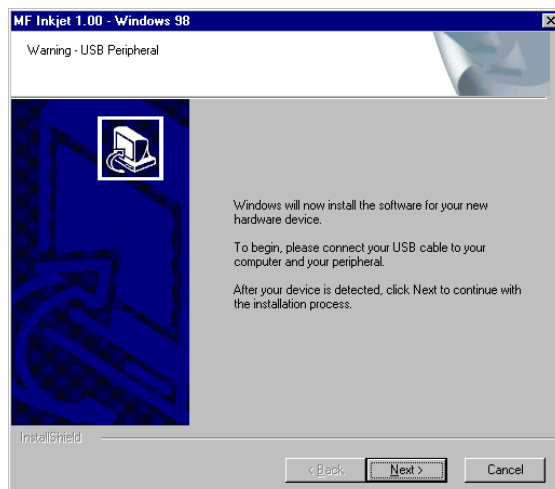 MF Inkjet 1.00 - Windows 98
Warning - USB Peripheral
Windows will now install the software for your new
hardware device.
To begin, please connect your USB cable to your
computer and your peripheral.
After your device is detected, click Next to continue with
the installation process.
InstallShield
< Back
Next >
Cancel